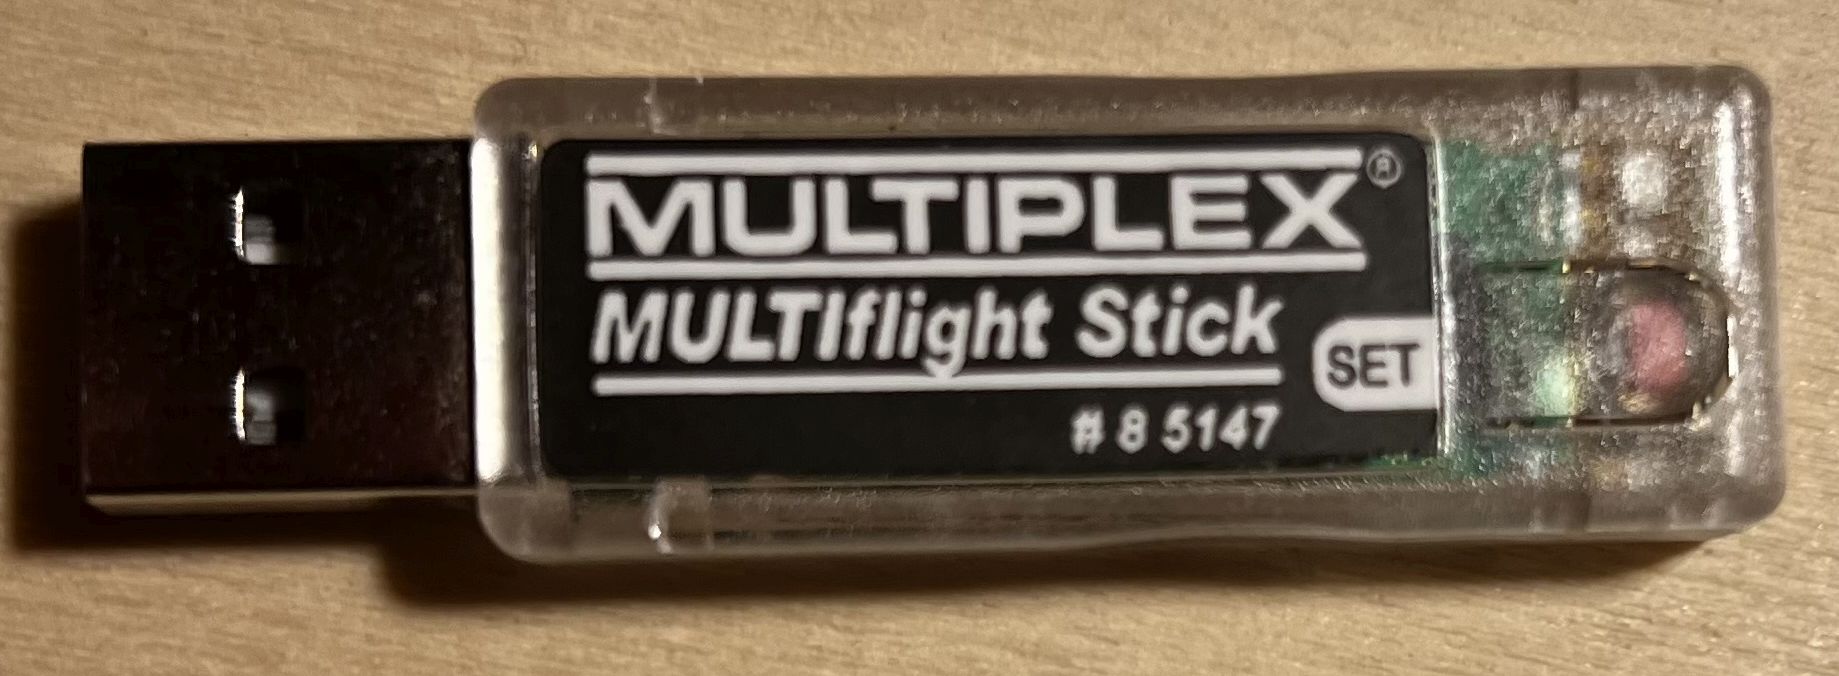 MULTIPLEX®
MULTIflight Stick
SET
# 8 5147